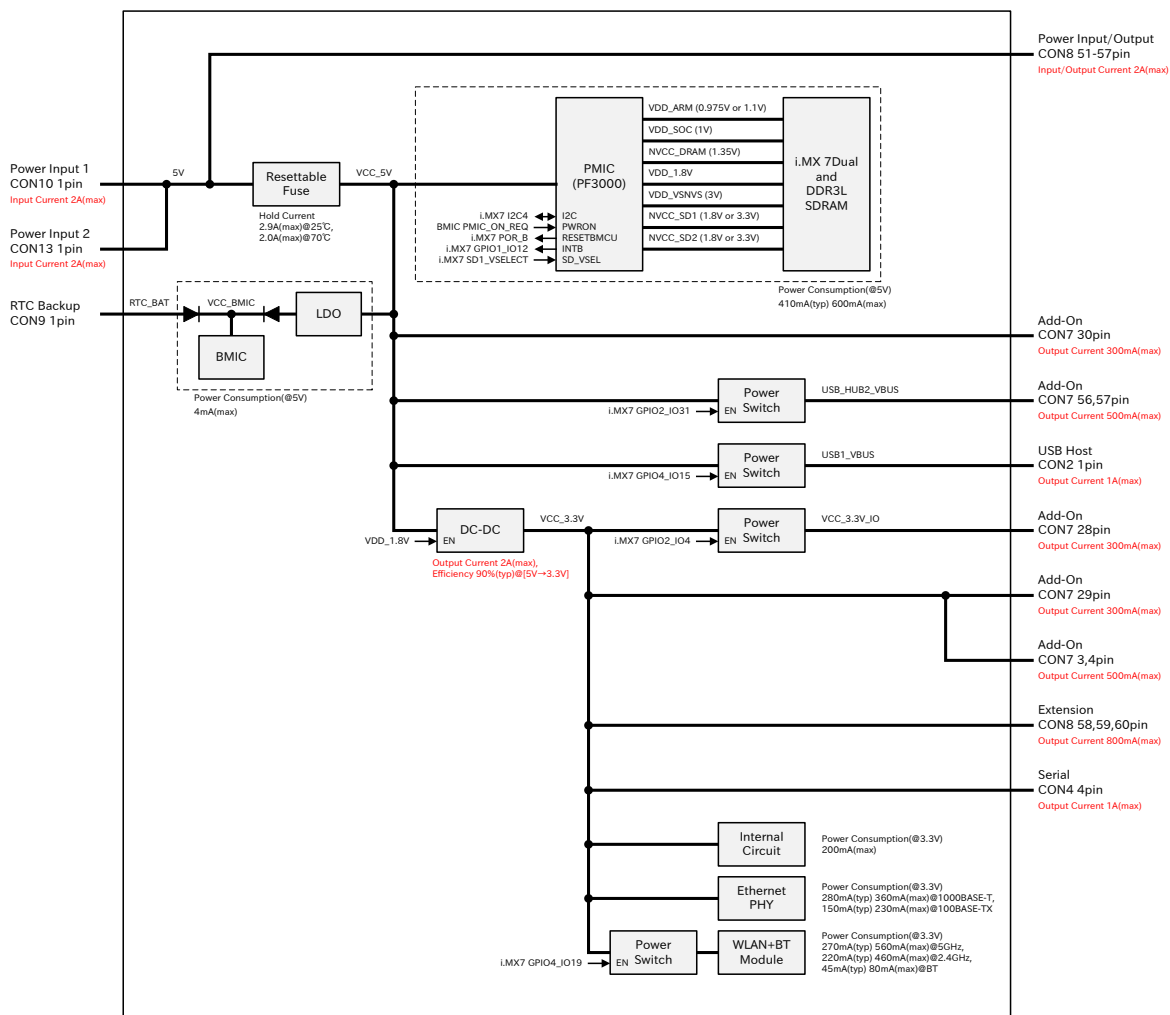 Power Input/Output
CON8 51-57pin
Input/Output Current 2A(max)
Power Input 1
CON10 1pin
Input Current 2A(max)
5V
Resettable
Fuse
Hold Current
2.9A(max)@25℃,
2.0A(max)@70℃
VCC_5V
Power Input 2
CON13 1pin
Input Current 2A(max)
PMIC
(PF3000)
i.MX7 I2C4
I2C
BMIC PMIC_ON_REQ
PWRON
i.MX7 POR_B
RESETBMCU
i.MX7 GPIO1_IO12
INTB
i.MX7 SD1_VSELECT
SD_VSEL
VDD_ARM (0.975V or 1.1V)
VDD_SOC (1V)
NVCC_DRAM (1.35V)
VDD_1.8V
VDD_VSNVS (3V)
NVCC_SD1 (1.8V or 3.3V)
NVCC_SD2 (1.8V or 3.3V)
i.MX 7Dual
and
DDR3L
SDRAM
Power Consumption(@5V)
410mA(typ) 600mA(max)
RTC Backup
CON9 1pin
RTC_BAT
VCC_BMIC
LDO
BMIC
Power Consumption(@5V)
4mA(max)
Add-On
CON7 30pin
Output Current 300mA(max)
i.MX7 GPIO2_IO31
EN
Power
Switch
USB_HUB2_VBUS
Add-On
CON7 56,57pin
Output Current 500mA(max)
i.MX7 GPIO4_IO15
EN
Power
Switch
USB1_VBUS
USB Host
CON2 1pin
Output Current 1A(max)
VDD_1.8V
EN
DC-DC
Output Current 2A(max),
Efficiency 90%(typ)@[5V→3.3V]
VCC_3.3V
i.MX7 GPIO2_IO4
EN
Power
Switch
VCC_3.3V_IO
Add-On
CON7 28pin
Output Current 300mA(max)
Add-On
CON7 29pin
Output Current 300mA(max)
Add-On
CON7 3,4pin
Output Current 500mA(max)
Extension
CON8 58,59,60pin
Output Current 800mA(max)
Serial
CON4 4pin
Output Current 1A(max)
Internal
Circuit
Power Consumption(@3.3V)
200mA(max)
Ethernet
PHY
Power Consumption(@3.3V)
280mA(typ) 360mA(max)@1000BASE-T,
150mA(typ) 230mA(max)@100BASE-TX
i.MX7 GPIO4_IO19
EN
Power
Switch
WLAN+BT
Module
Power Consumption(@3.3V)
270mA(typ) 560mA(max)@5GHz,
220mA(typ) 460mA(max)@2.4GHz,
45mA(typ) 80mA(max)@BT